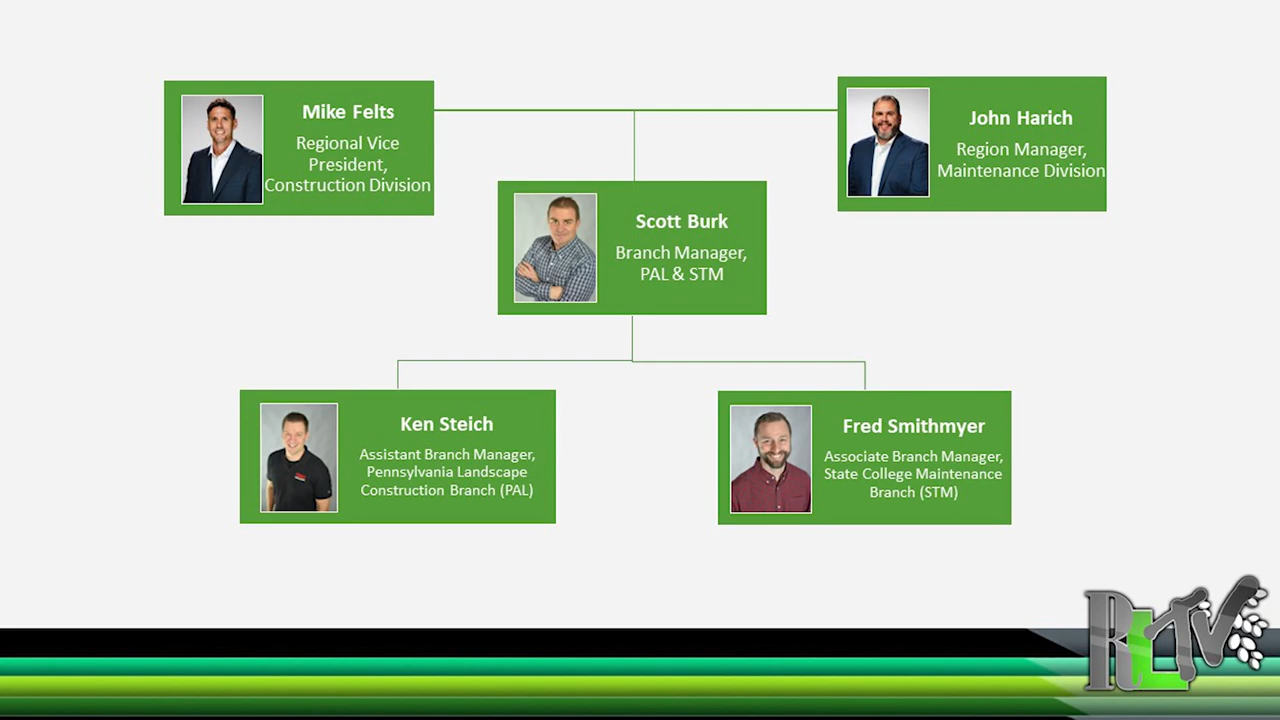 Mike Felts
Regional Vice
President,
Construction Division
John Harich
Region Manager,
Maintenance Division
Scott Burk
Branch Manager,
PAL & STM
Ken Steich
Assistant Branch Manager,
Pennsylvania Landscape
Construction Branch (PAL)
Fred Smithmyer
Associate Branch Manager,
State College Maintenance
Branch (STM)
RLTV